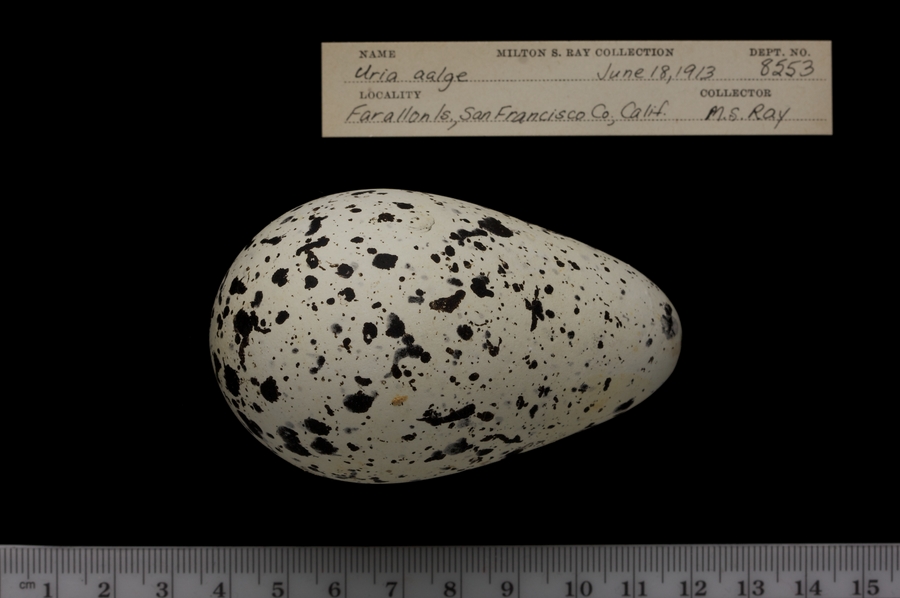 NAME MILTON S. RAY COLLECTION DEPT. NO.
Uria aalge June 18, 1913 8253
LOCALITY COLLECTOR
Farallon Is., San Francisco Co, Calif. M.S. Ray
cm 1 2 3 4 5 6 7 8 9 10 11 12 13 14 15